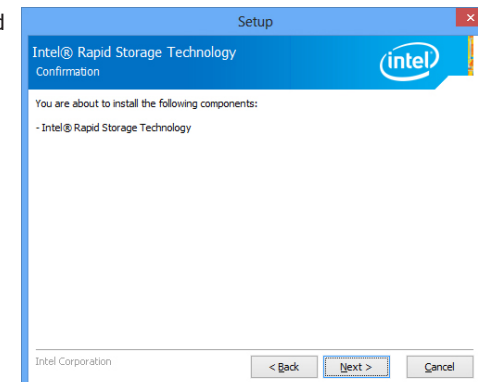 d
Setup
Intel® Rapid Storage Technology
Confirmation
intel
You are about to install the following components:
- Intel® Rapid Storage Technology
Intel Corporation
< Back
Next >
Cancel